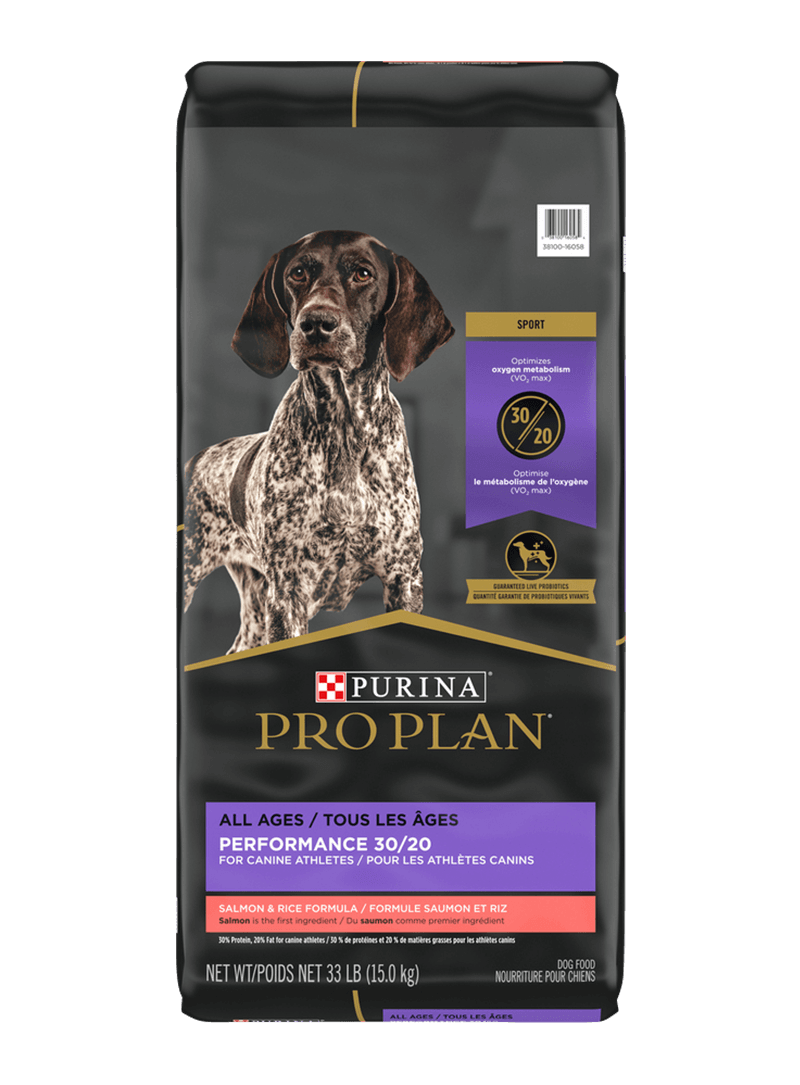 38100-16058
SPORT
Optimizes
oxygen metabolism
(VO₂ max)
30/20
Optimise
le métabolisme de l'oxygène
(VO₂ max)
GUARANTEED LIVE PROBIOTICS
QUANTITÉ GARANTIE DE PROBIOTIQUES VIVANTS
PURINA®
PRO PLAN®
ALL AGES / TOUS LES ÂGES
PERFORMANCE 30/20
FOR CANINE ATHLETES / POUR LES ATHLÈTES CANINS
SALMON & RICE FORMULA / FORMULE SAUMON ET RIZ
Salmon is the first ingredient / Du saumon comme premier ingrédient
30% Protein, 20% Fat for canine athletes / 30 % de protéines et 20 % de matières grasses pour les athlètes canins
NET WT/POIDS NET 33 LB (15.0 kg)
DOG FOOD
NOURRITURE POUR CHIENS
ALL AGES / TOUS LES ÂGES